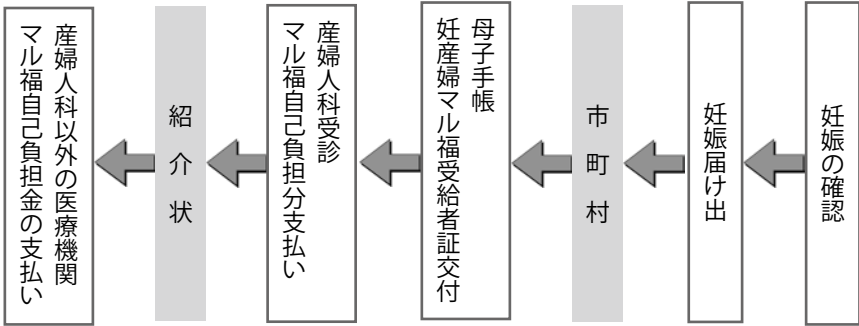 妊娠の確認
妊娠届け出
市町村
母子手帳
妊産婦マル福受給者証交付
産婦人科受診
マル福自己負担分支払い
紹介状
産婦人科以外の医療機関
マル福自己負担金の支払い